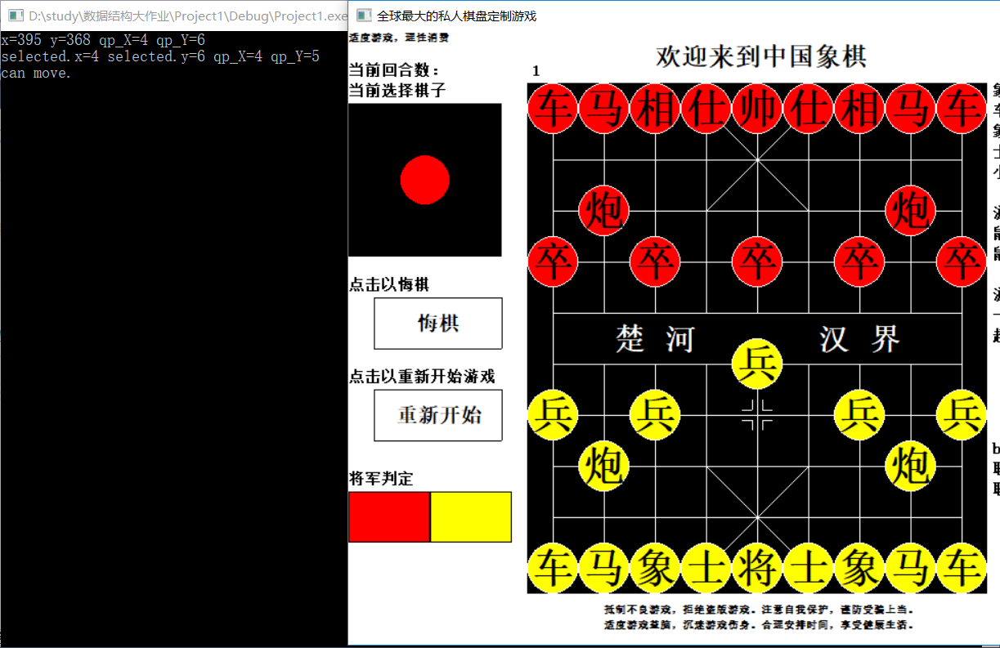 D:\study\数据结构大作业\Project1\Debug\Project1.exe
x=395 y=368 qp_X=4 qp_Y=6
selected.x=4 selected.y=6 qp_X=4 qp_Y=5
can move.
全球最大的私人棋盘定制游戏
适度游戏，理性消费
欢迎来到中国象棋
当前回合数：
1
当前选择棋子
车 马 相 仕 帅 仕 相 马 车
炮 炮
卒 卒 卒 卒 卒
点击以悔棋
悔棋
楚 河 汉 界
兵
点击以重新开始游戏
重新开始
兵 兵 兵 兵
炮 炮
将军判定
车 马 象 士 将 士 象 马 车
抵制不良游戏，拒绝盗版游戏。注意自我保护，谨防受骗上当。
适度游戏益脑，沉迷游戏伤身。合理安排时间，享受健康生活。